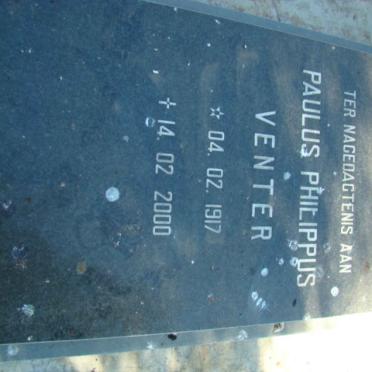 TER NAGEDAGTENIS AAN
PAULUS PHILIPPUS
VENTER
☆ 04. 02. 1917
✝ 14. 02. 2000